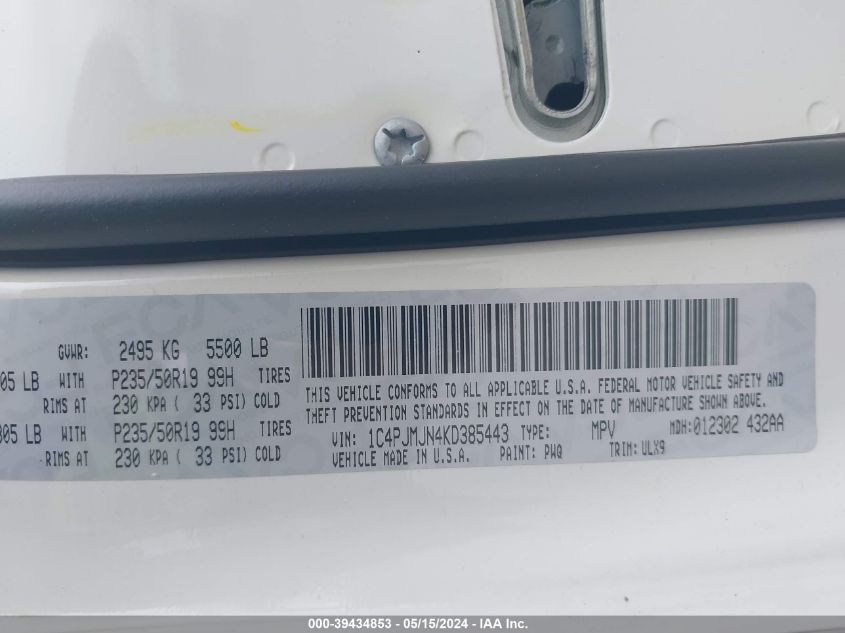 GVWR: 2495 KG 5500 LB
05 LB WITH P235/50R19 99H TIRES
RIMS AT 230 KPA ( 33 PSI) COLD
305 LB WITH P235/50R19 99H TIRES
RIMS AT 230 KPA ( 33 PSI) COLD
THIS VEHICLE CONFORMS TO ALL APPLICABLE U.S.A. FEDERAL MOTOR VEHICLE SAFETY AND
THEFT PREVENTION STANDARDS IN EFFECT ON THE DATE OF MANUFACTURE SHOWN ABOVE.
VIN: 1C4PJMJN4KD385443 TYPE: MPV MDH: 012302 432AA
VEHICLE MADE IN U.S.A. PAINT: PWQ TRIM: ULX9
000-39434853 / 05/15/2024 - IAA Inc.